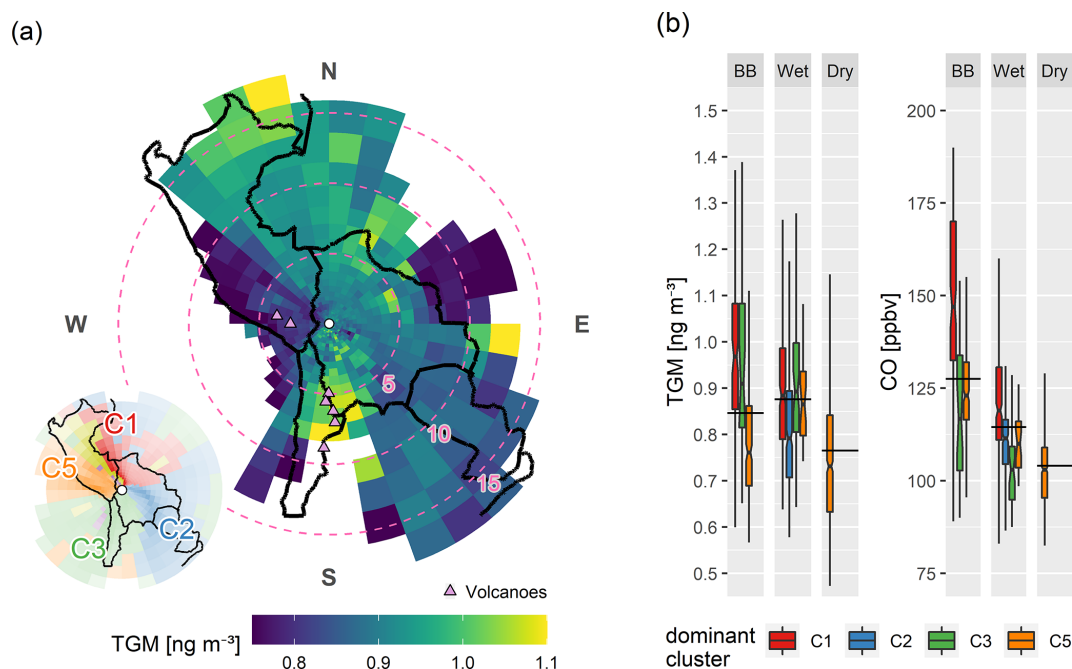 (a)
N
W
E
S
5
10
15
C1
C5
C2
C3
Volcanoes
TGM [ng m⁻³]
0.8 0.9 1.0 1.1
(b)
BB Wet Dry
TGM [ng m⁻³]
1.5
1.4
1.3
1.2
1.1
1.0
0.9
0.8
0.7
0.6
0.5
BB Wet Dry
CO [ppbv]
200
175
150
125
100
75
dominant
cluster
C1 C2 C3 C5